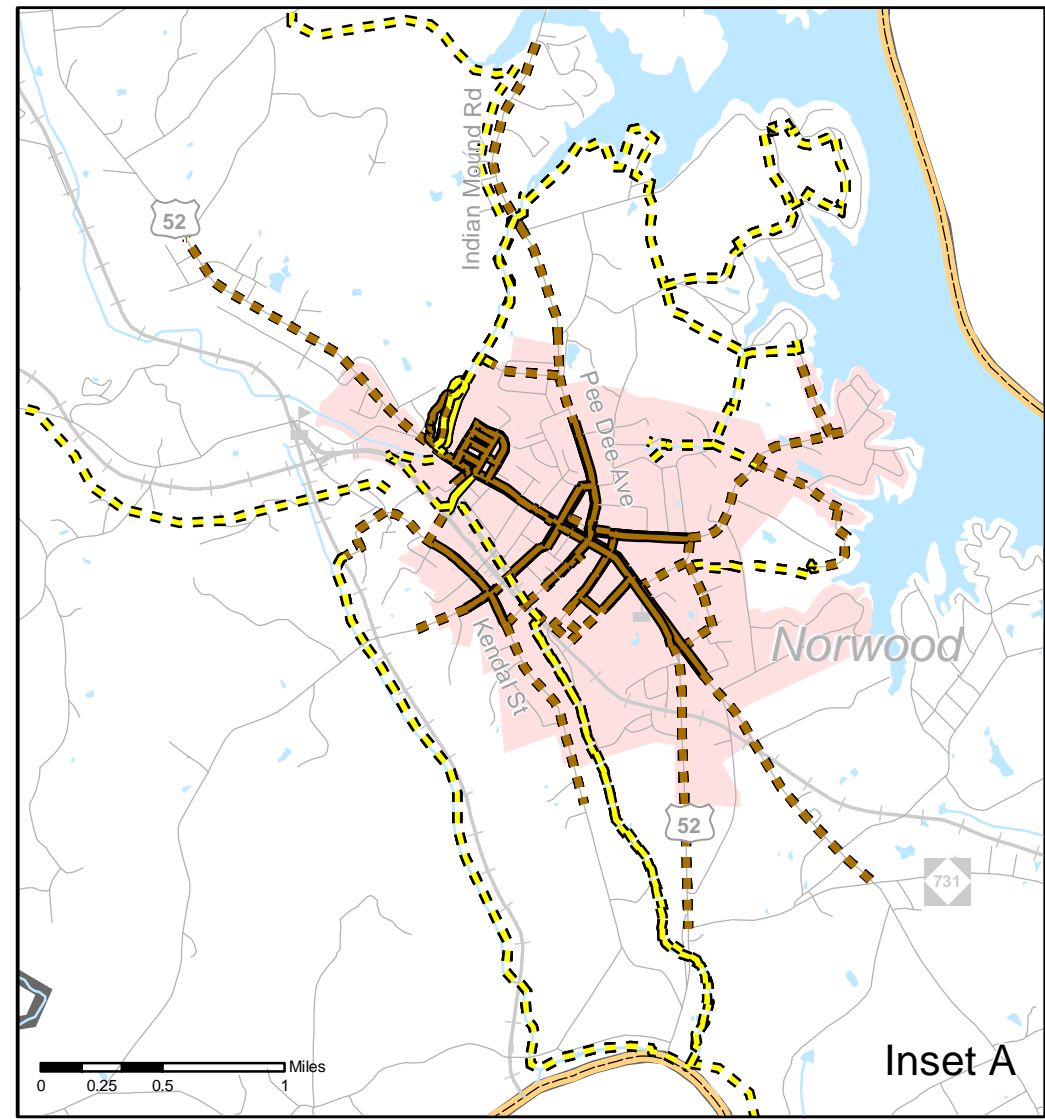 Indian Mound Rd
52
Pee Dee Ave
Norwood
Kendal St
52
731
Miles
0 0.25 0.5 1
Inset A